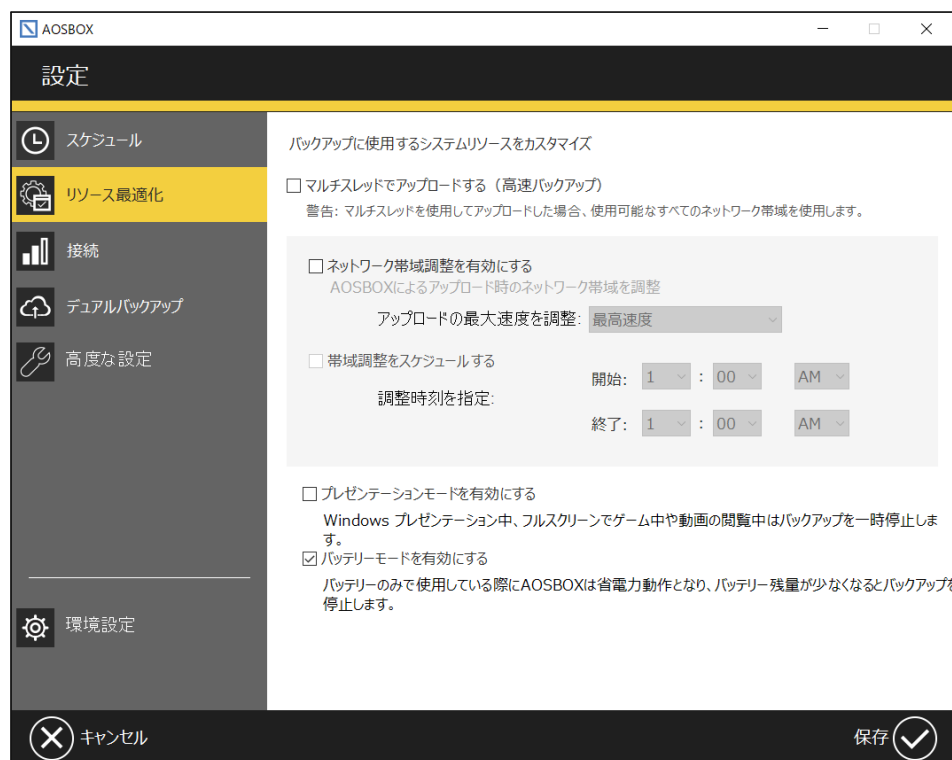 AOSBOX
設定
スケジュール
リソース最適化
接続
デュアルバックアップ
高度な設定
環境設定
バックアップに使用するシステムリソースをカスタマイズ
マルチスレッドでアップロードする（高速バックアップ）
警告: マルチスレッドを使用してアップロードした場合、使用可能なすべてのネットワーク帯域を使用します。
ネットワーク帯域調整を有効にする
AOSBOXによるアップロード時のネットワーク帯域を調整
アップロードの最大速度を調整: 最高速度
帯域調整をスケジュールする
開始: 1 : 00 AM
調整時刻を指定:
終了: 1 : 00 AM
プレゼンテーションモードを有効にする
Windows プレゼンテーション中、フルスクリーンでゲーム中や動画の閲覧中はバックアップを一時停止しま
す。
バッテリーモードを有効にする
バッテリーのみで使用している際にAOSBOXは省電力動作となり、バッテリー残量が少なくなるとバックアップを
停止します。
キャンセル
保存